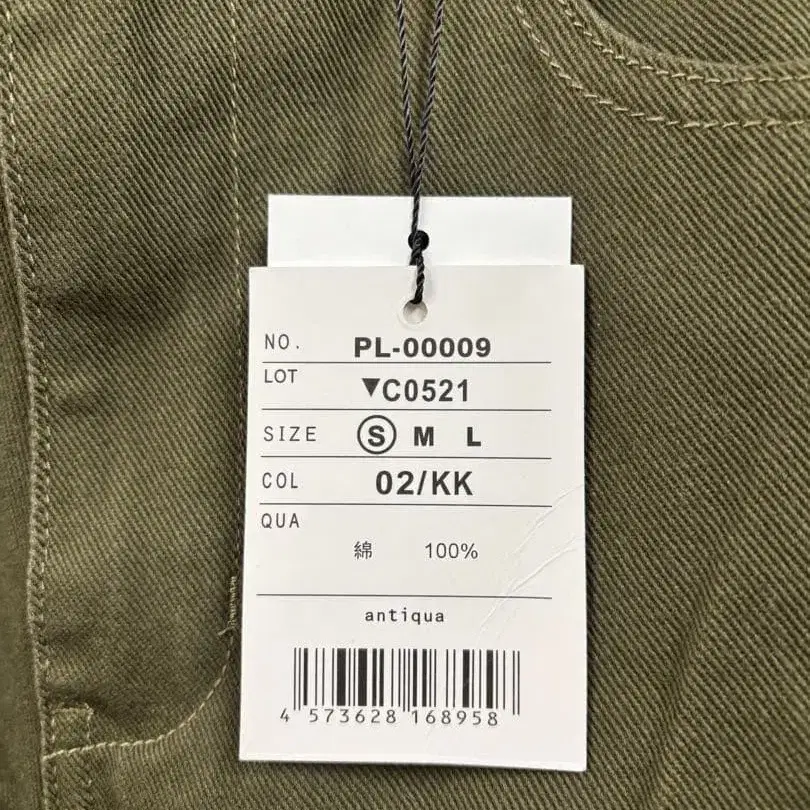 NO. PL-00009
LOT ▼C0521
SIZE Ⓢ M L
COL 02/KK
QUA
綿 100%
antiqua
4 573628 168958